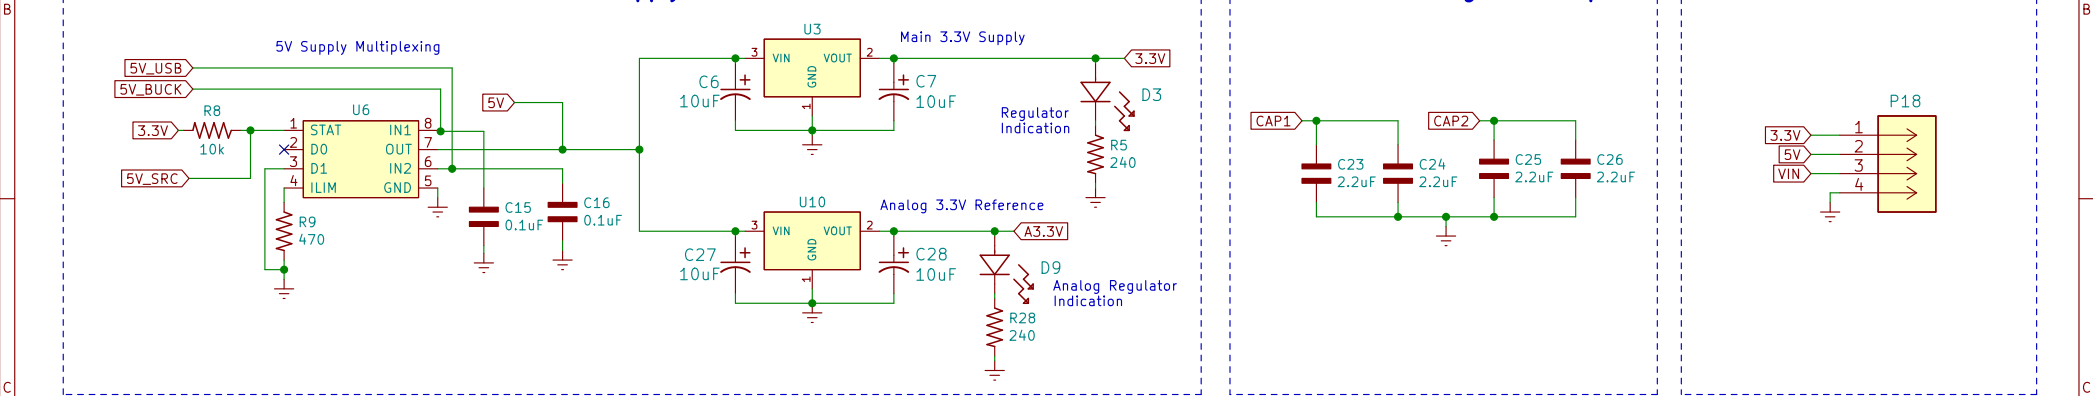 B
B
5V Supply Multiplexing
5V_USB
5V_BUCK
R8
3.3V
10k
5V_SRC
U6
1 STAT IN1 8
2 D0 OUT 7
3 D1 IN2 6
4 ILIM GND 5
R9
470
5V
C15
0.1uF
C16
0.1uF
U3
3 VIN VOUT 2
GND
1
C6
10uF
C7
10uF
Main 3.3V Supply
3.3V
D3
Regulator
Indication
R5
240
U10
3 VIN VOUT 2
GND
1
C27
10uF
C28
10uF
Analog 3.3V Reference
A3.3V
D9
Analog Regulator
Indication
R28
240
CAP1
C23
2.2uF
C24
2.2uF
CAP2
C25
2.2uF
C26
2.2uF
P18
3.3V 1
5V 2
VIN 3
4
C
C